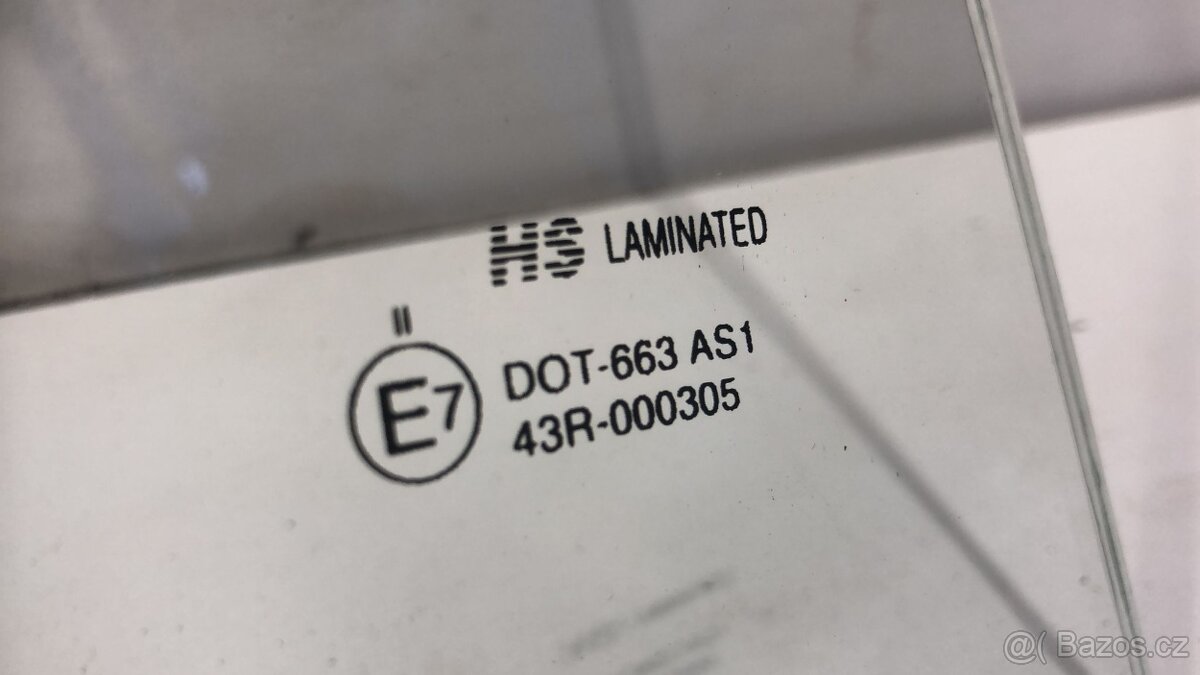 HS LAMINATED
II
E7 DOT-663 AS1
43R-000305
@( Bazos.cz